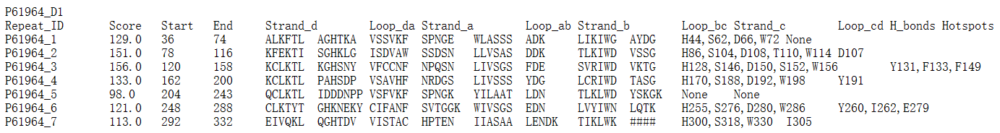 P61964_D1
Repeat_ID Score Start End Strand_d Loop_da Strand_a Loop_ab Strand_b Loop_bc Strand_c Loop_cd H_bonds Hotspots
P61964_1 129.0 36 74 ALKFTL AGHTKA VSSVKF SPNGE WLASSS ADK LIKIWG AYDG H44,S62,D66,W72 None
P61964_2 151.0 78 116 KFEKTI SGHKLG ISDVAW SSDSN LLVSAS DDK TLKIWD VSSG H86,S104,D108,T110,W114 D107
P61964_3 156.0 120 158 KCLKTL KGHSNY VFCCNF NPQSN LIVSGS FDE SVRIWD VKTG H128,S146,D150,S152,W156 Y131,F133,F149
P61964_4 133.0 162 200 KCLKTL PAHSDP VSAVHF NRDGS LIVSSS YDG LCRIWD TASG H170,S188,D192,W198 Y191
P61964_5 98.0 204 243 QCLKTL IDDDNPP VSFVKF SPNGK YILAAT LDN TLKLWD YSKGK None None
P61964_6 121.0 248 288 CLKTYT GHKNEKY CIFANF SVTGGK WIVSGS EDN LVYIWN LQTK H255,S276,D280,W286 Y260,I262,E279
P61964_7 113.0 292 332 EIVQKL QGHTDV VISTAC HPTEN IIASAA LENDK TIKLWK #### H300,S318,W330 I305